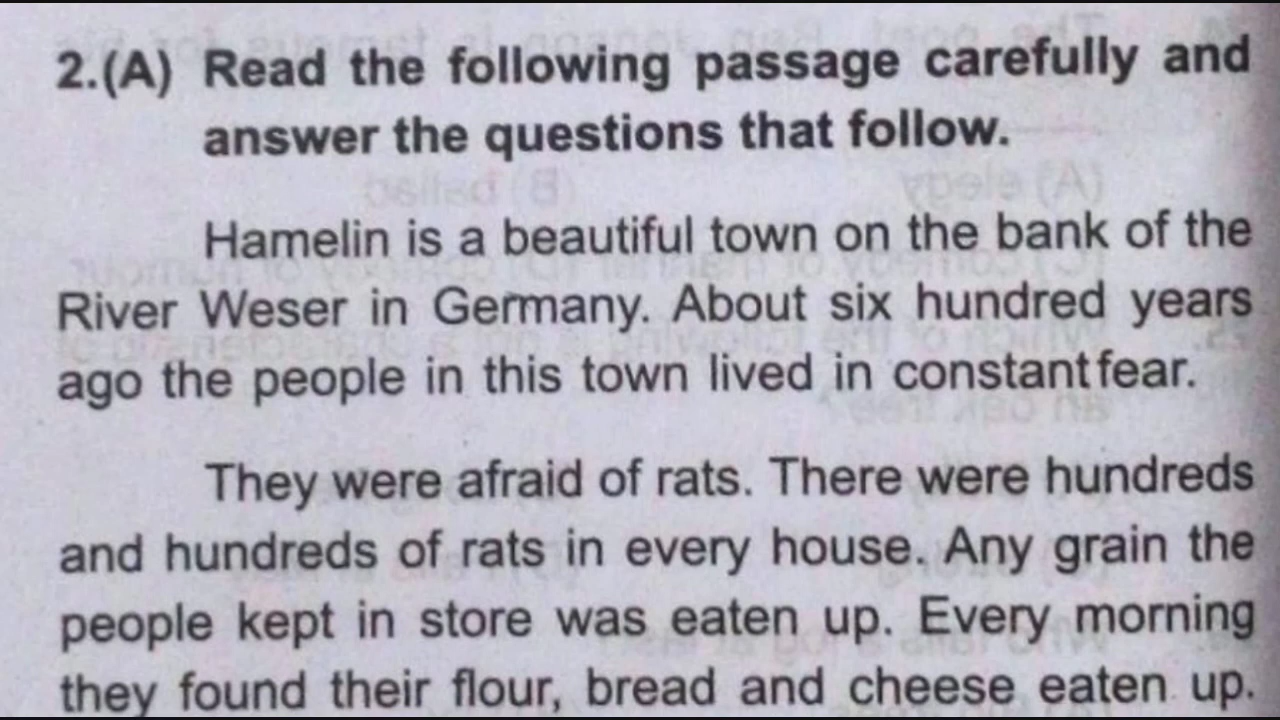 2.(A) Read the following passage carefully and
answer the questions that follow.
Hamelin is a beautiful town on the bank of the
River Weser in Germany. About six hundred years
ago the people in this town lived in constant fear.
They were afraid of rats. There were hundreds
and hundreds of rats in every house. Any grain the
people kept in store was eaten up. Every morning
they found their flour, bread and cheese eaten up.